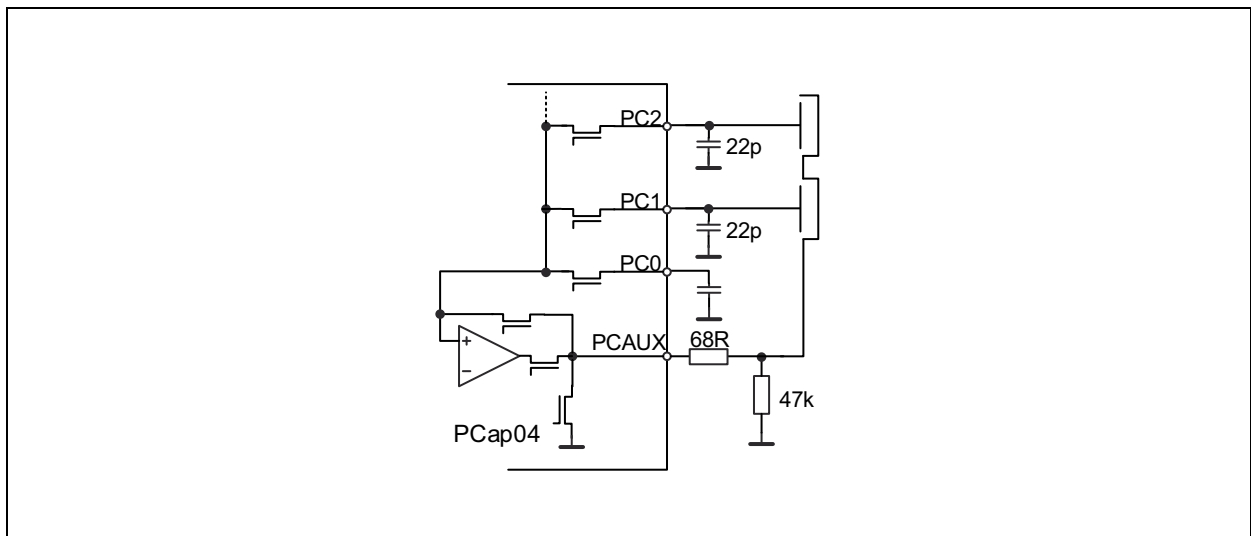 PC2
22p
PC1
22p
PC0
PCAUX
68R
47k
PCap04
+
-